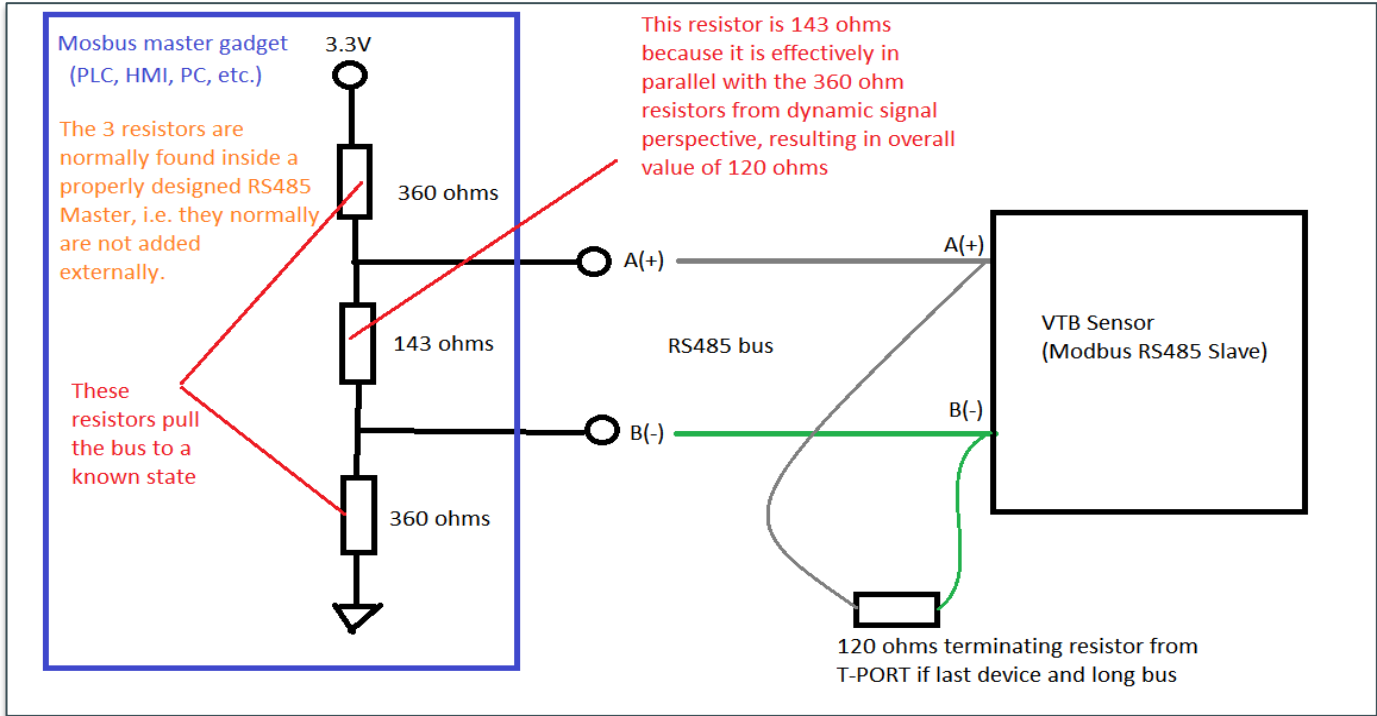 Mosbus master gadget
(PLC, HMI, PC, etc.)
3.3V
The 3 resistors are
normally found inside a
properly designed RS485
Master, i.e. they normally
are not added
externally.
This resistor is 143 ohms
because it is effectively in
parallel with the 360 ohm
resistors from dynamic signal
perspective, resulting in overall
value of 120 ohms
360 ohms
A(+)
A(+)
143 ohms
RS485 bus
VTB Sensor
(Modbus RS485 Slave)
These
resistors pull
the bus to a
known state
B(-)
B(-)
360 ohms
120 ohms terminating resistor from
T-PORT if last device and long bus